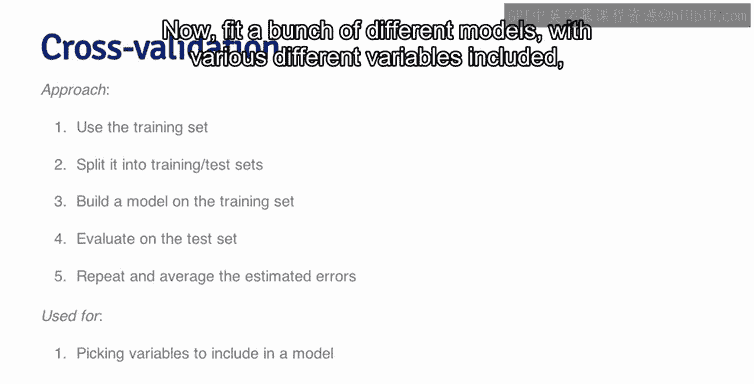 Now, fit a bunch of different models, with
various different variables included,
Cross-validation
Approach:
1. Use the training set
2. Split it into training/test sets
3. Build a model on the training set
4. Evaluate on the test set
5. Repeat and average the estimated errors
Used for:
1. Picking variables to include in a model